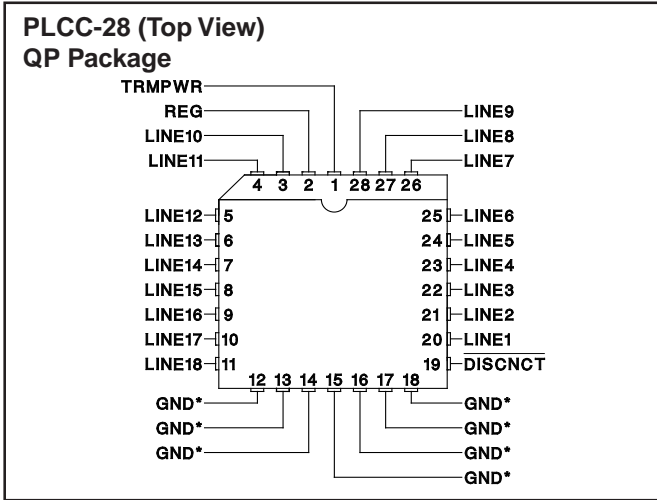 PLCC-28 (Top View)
QP Package
TRMPWR
REG
LINE9
LINE10
LINE8
LINE11
LINE7
4 3 2 1 28 27 26
LINE12 5
25 LINE6
LINE13 6
24 LINE5
LINE14 7
23 LINE4
LINE15 8
22 LINE3
LINE16 9
21 LINE2
LINE17 10
20 LINE1
LINE18 11
19 DISCNCT
12 13 14 15 16 17 18
GND*
GND*
GND*
GND*
GND*
GND*
GND*